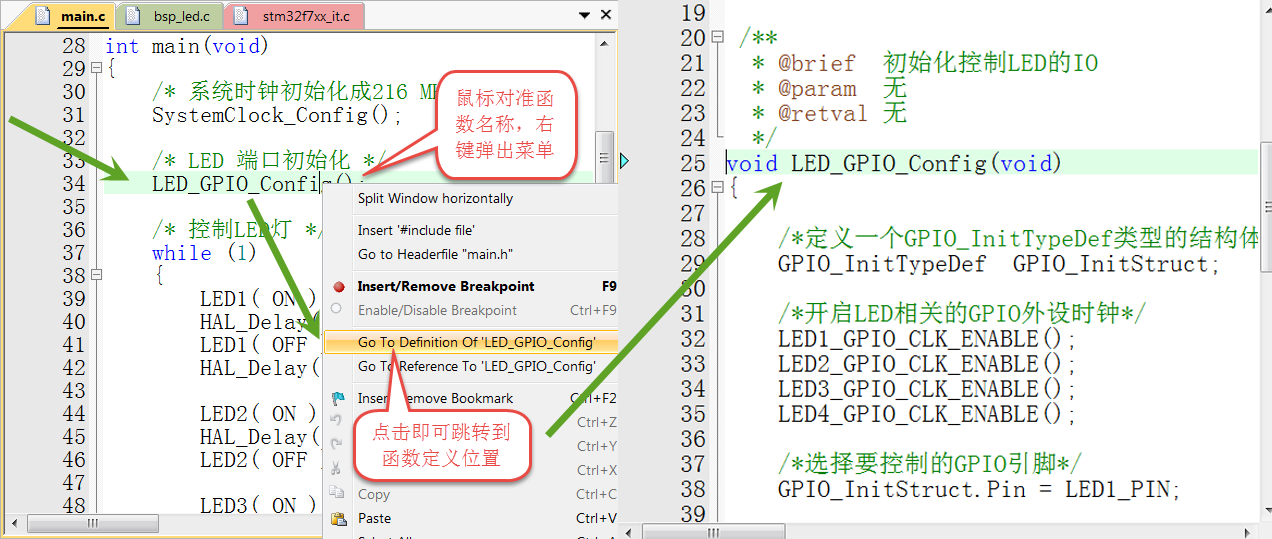 main.c
bsp_led.c
stm32f7xx_it.c
28 int main(void)
29 {
30 /* 系统时钟初始化成216
31 SystemClock_Config();
32
33 /* LED 端口初始化 */
34 LED_GPIO_Config();
35
36 /* 控制LED灯 */
37 while (1)
38 {
39 LED1( ON )
40 HAL_Delay(
41 LED1( OFF
42 HAL_Delay(
43
44 LED2( ON )
45 HAL_Delay(
46 LED2( OFF
48 LED3( ON )
鼠标对准函
数名称，右
键弹出菜单
Split Window horizontally
Insert '#include file'
Go to Headerfile "main.h"
Insert/Remove Breakpoint F9
Enable/Disable Breakpoint Ctrl+F9
Go To Definition Of 'LED_GPIO_Config'
Go To Reference To 'LED_GPIO_Config'
Insert/Remove Bookmark Ctrl+F2
Ctrl+Z
Ctrl+Y
Ctrl+X
Copy Ctrl+C
Paste Ctrl+V
点击即可跳转到
函数定义位置
19
20 /**
21 * @brief 初始化控制LED的IO
22 * @param 无
23 * @retval 无
24 */
25 void LED_GPIO_Config(void)
26 {
27
28 /*定义一个GPIO_InitTypeDef类型的结构体
29 GPIO_InitTypeDef GPIO_InitStruct;
30
31 /*开启LED相关的GPIO外设时钟*/
32 LED1_GPIO_CLK_ENABLE();
33 LED2_GPIO_CLK_ENABLE();
34 LED3_GPIO_CLK_ENABLE();
35 LED4_GPIO_CLK_ENABLE();
36
37 /*选择要控制的GPIO引脚*/
38 GPIO_InitStruct.Pin = LED1_PIN;
39